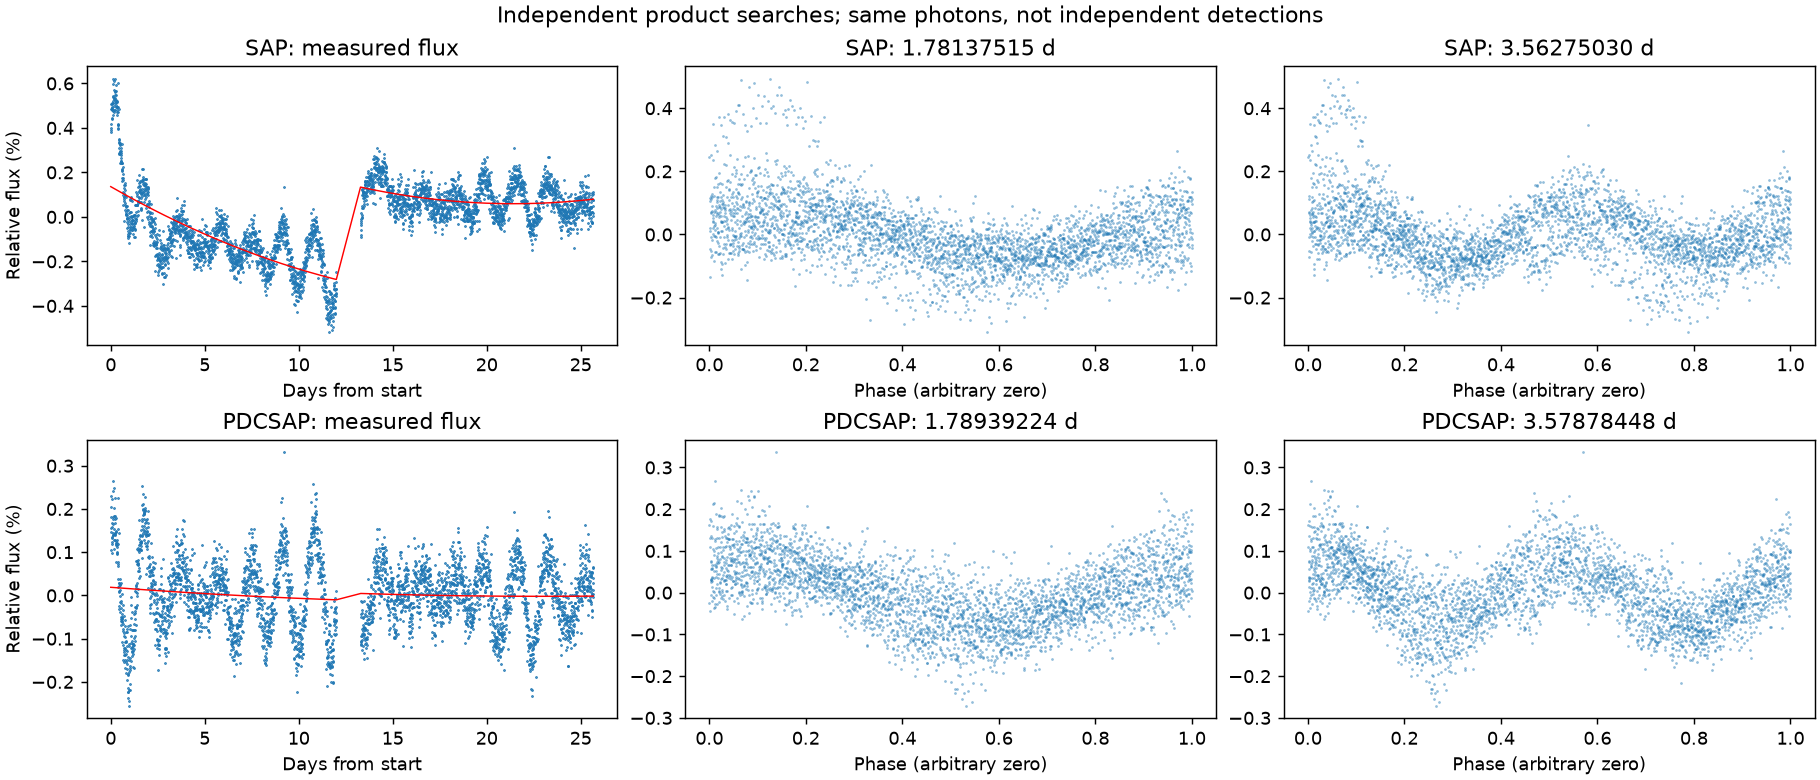 Independent product searches; same photons, not independent detections
SAP: measured flux
Relative flux (%)
0.6
0.4
0.2
0.0
−0.2
−0.4
0 5 10 15 20 25
Days from start
SAP: 1.78137515 d
0.4
0.2
0.0
−0.2
0.0 0.2 0.4 0.6 0.8 1.0
Phase (arbitrary zero)
SAP: 3.56275030 d
0.4
0.2
0.0
−0.2
0.0 0.2 0.4 0.6 0.8 1.0
Phase (arbitrary zero)
PDCSAP: measured flux
Relative flux (%)
0.3
0.2
0.1
0.0
−0.1
−0.2
0 5 10 15 20 25
Days from start
PDCSAP: 1.78939224 d
0.3
0.2
0.1
0.0
−0.1
−0.2
−0.3
0.0 0.2 0.4 0.6 0.8 1.0
Phase (arbitrary zero)
PDCSAP: 3.57878448 d
0.3
0.2
0.1
0.0
−0.1
−0.2
−0.3
0.0 0.2 0.4 0.6 0.8 1.0
Phase (arbitrary zero)